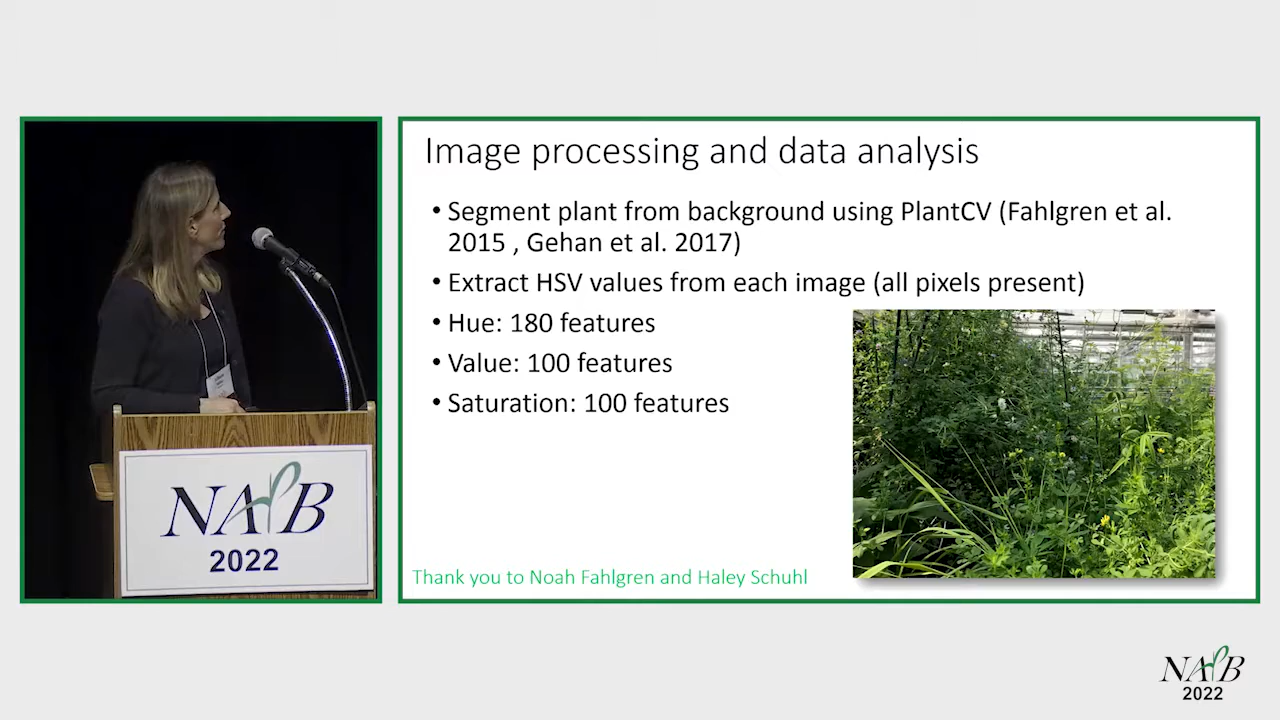 Image processing and data analysis
• Segment plant from background using PlantCV (Fahlgren et al.
2015 , Gehan et al. 2017)
• Extract HSV values from each image (all pixels present)
• Hue: 180 features
• Value: 100 features
• Saturation: 100 features
Thank you to Noah Fahlgren and Haley Schuhl
NAPB
2022
NAPB
2022